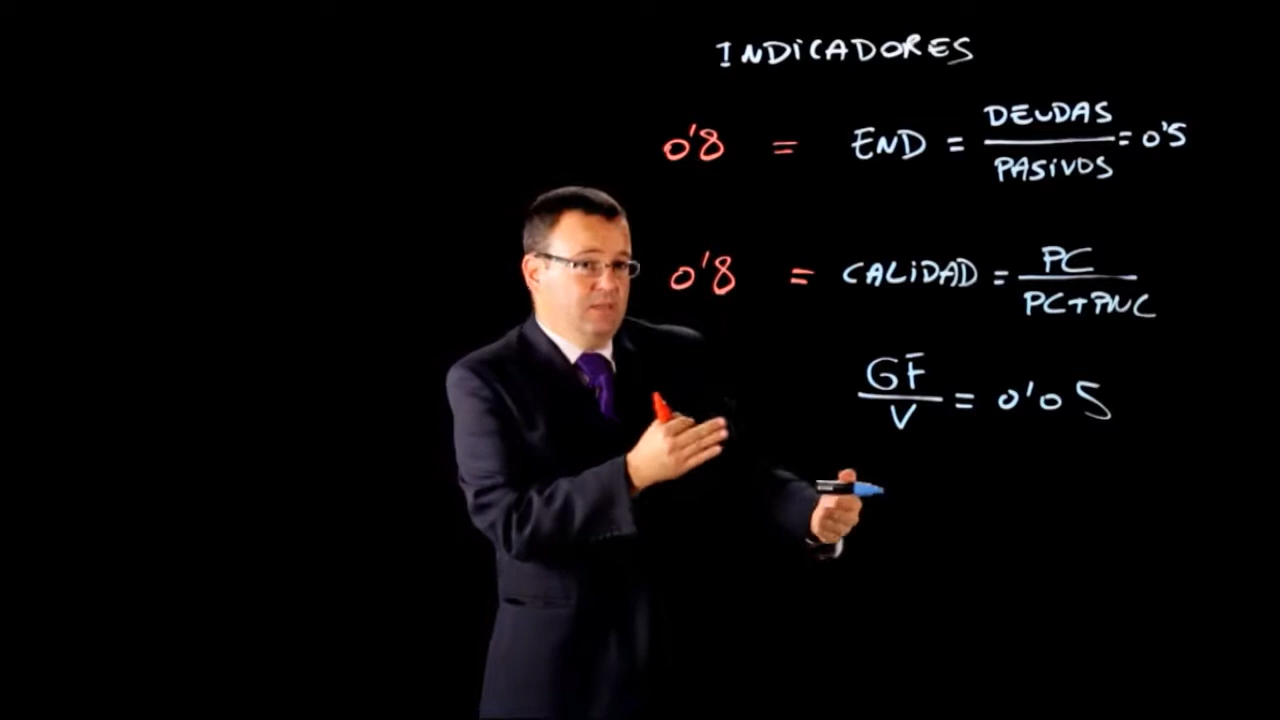 INDICADORES
0'8 = END = DEUDAS / PASIVOS = 0'5
0'8 = CALIDAD = PC / PC+PNC
GF / V = 0'05